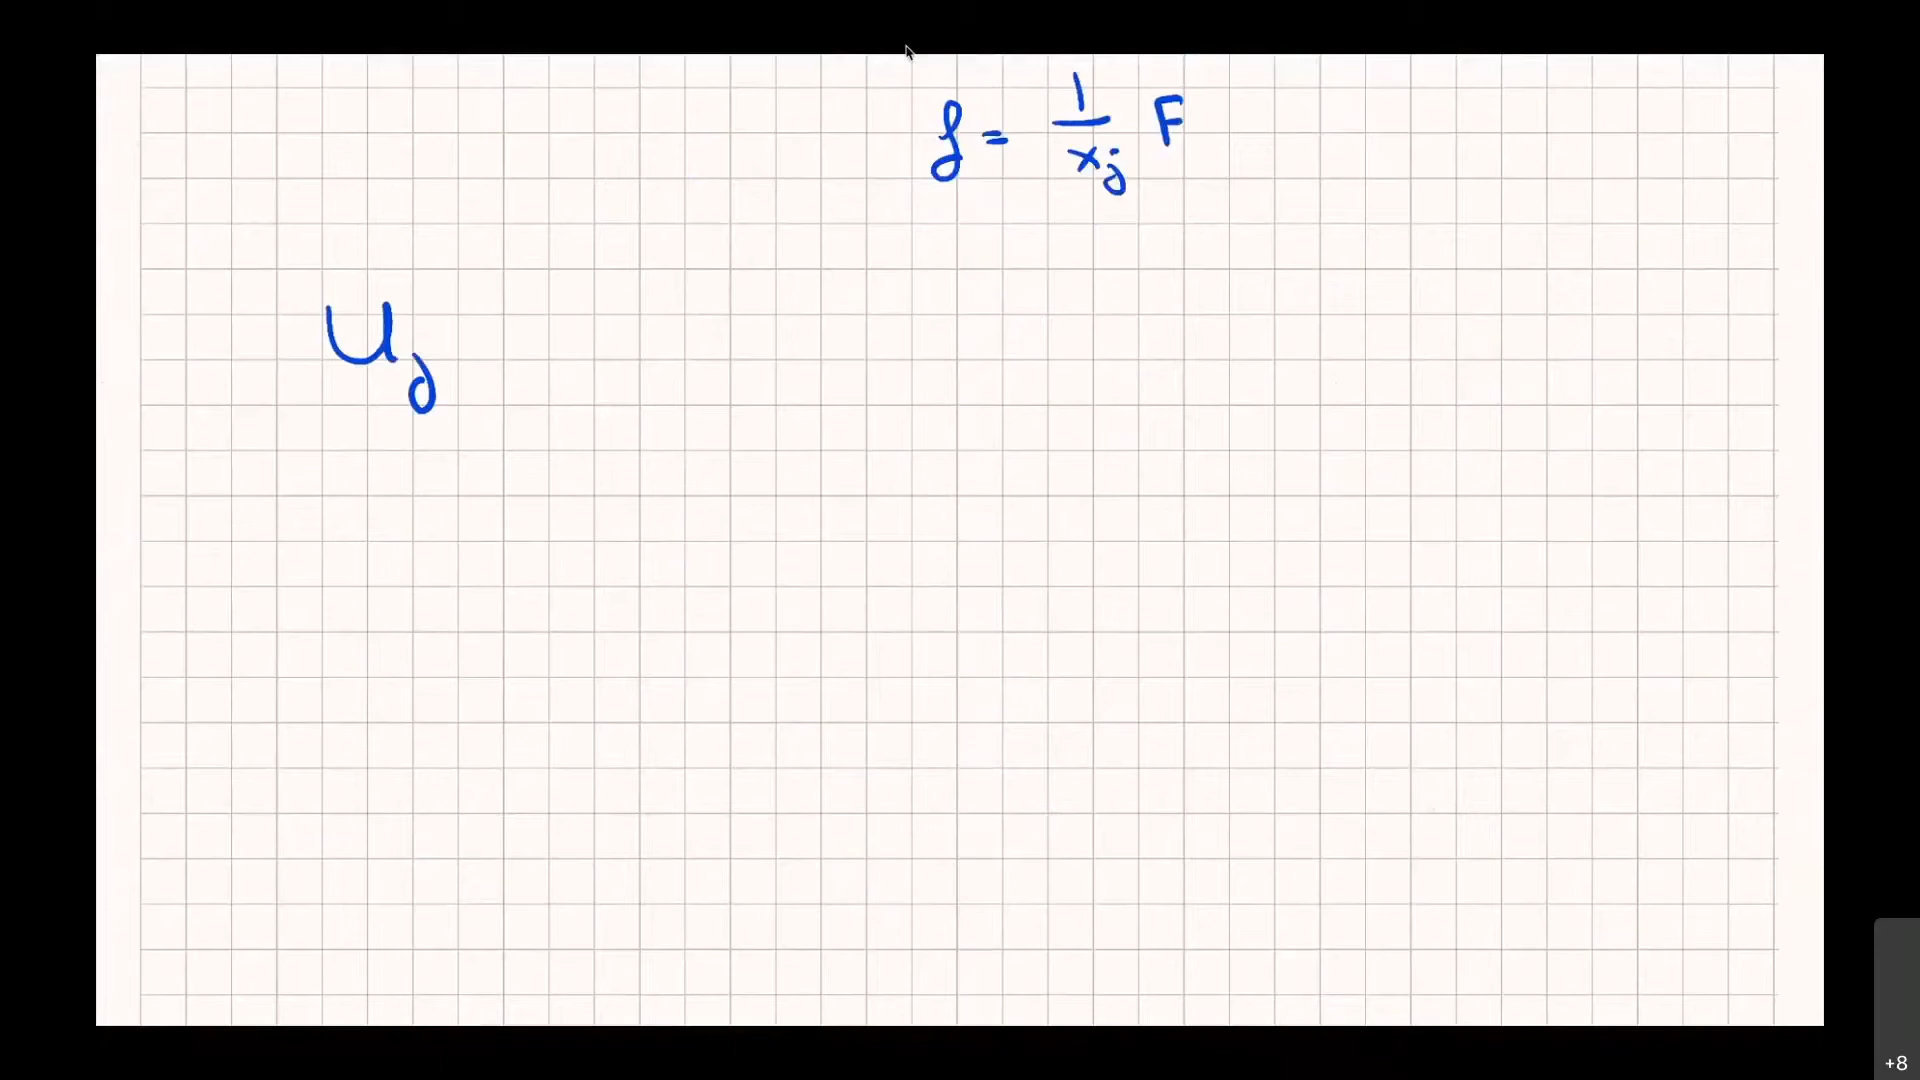 f = 1/x_j F
U_j
+8